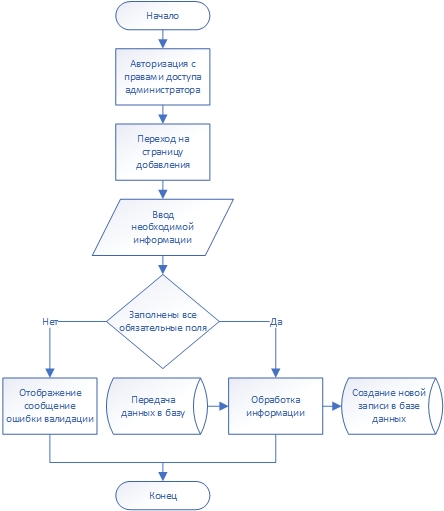 Начало
Авторизация с
правами доступа
администратора
Переход на
страницу
добавления
Ввод
необходимой
информации
Заполнены все
обязательные поля
Нет
Да
Отображение
сообщение
ошибки валидации
Передача
данных в базу
Обработка
информации
Создание новой
записи в базе
данных
Конец